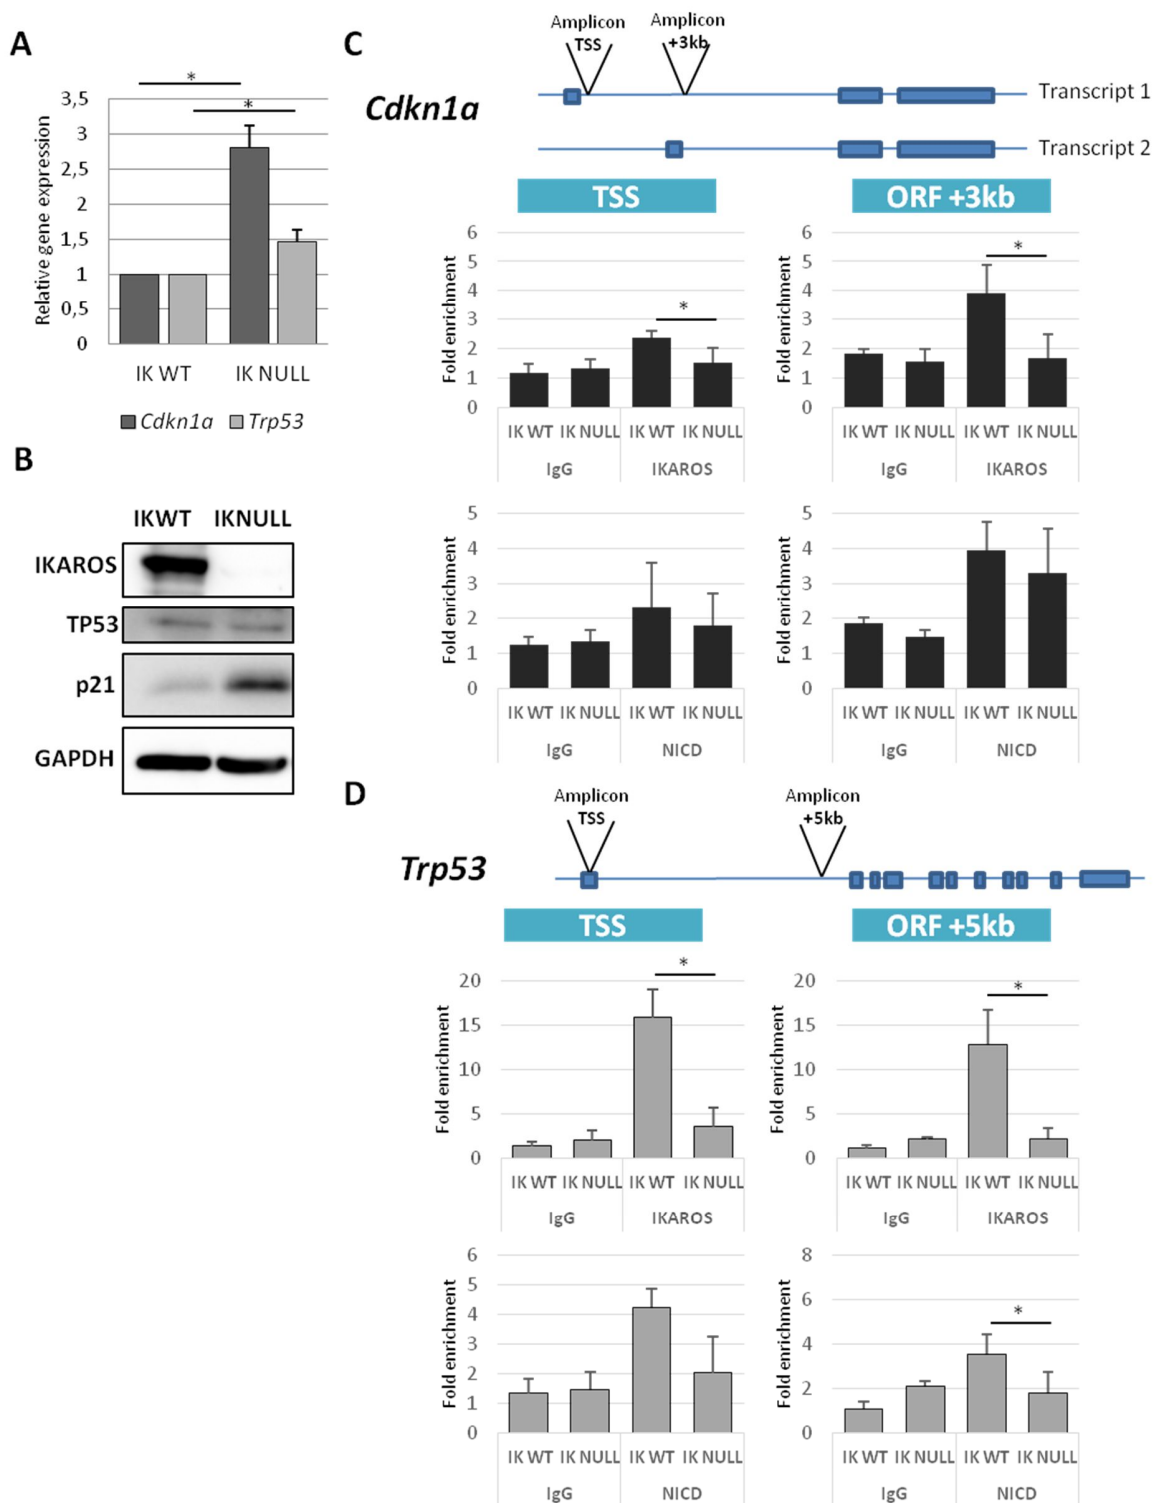 A
*
*
3,5
3
2,5
2
1,5
1
0,5
0
Relative gene expression
IK WT IK NULL
Cdkn1a Trp53
B
IKWT IKNULL
IKAROS
TP53
p21
GAPDH
C
Amplicon
TSS
Amplicon
+3kb
Cdkn1a
Transcript 1
Transcript 2
TSS
6
5
4
3
2
1
0
Fold enrichment
*
IK WT IK NULL IK WT IK NULL
IgG IKAROS
ORF +3kb
6
5
4
3
2
1
0
Fold enrichment
*
IK WT IK NULL IK WT IK NULL
IgG IKAROS
5
4
3
2
1
0
Fold enrichment
IK WT IK NULL IK WT IK NULL
IgG NICD
5
4
3
2
1
0
Fold enrichment
IK WT IK NULL IK WT IK NULL
IgG NICD
D
Amplicon
TSS
Amplicon
+5kb
Trp53
TSS
20
15
10
5
0
Fold enrichment
*
IK WT IK NULL IK WT IK NULL
IgG IKAROS
ORF +5kb
20
15
10
5
0
Fold enrichment
*
IK WT IK NULL IK WT IK NULL
IgG IKAROS
6
5
4
3
2
1
0
Fold enrichment
IK WT IK NULL IK WT IK NULL
IgG NICD
8
6
4
2
0
Fold enrichment
*
IK WT IK NULL IK WT IK NULL
IgG NICD